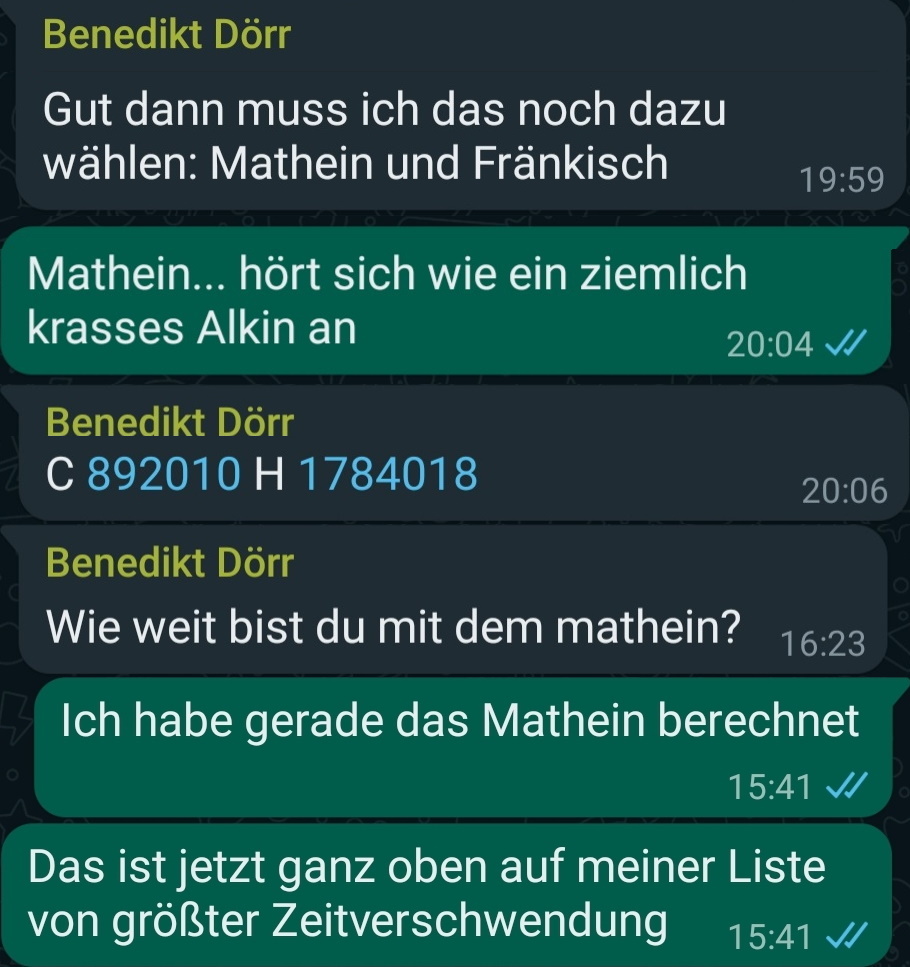 Benedikt Dörr
Gut dann muss ich das noch dazu
wählen: Mathein und Fränkisch
19:59
Mathein... hört sich wie ein ziemlich
krasses Alkin an
20:04
Benedikt Dörr
C 892010 H 1784018
20:06
Benedikt Dörr
Wie weit bist du mit dem mathein?
16:23
Ich habe gerade das Mathein berechnet
15:41
Das ist jetzt ganz oben auf meiner Liste
von größter Zeitverschwendung
15:41